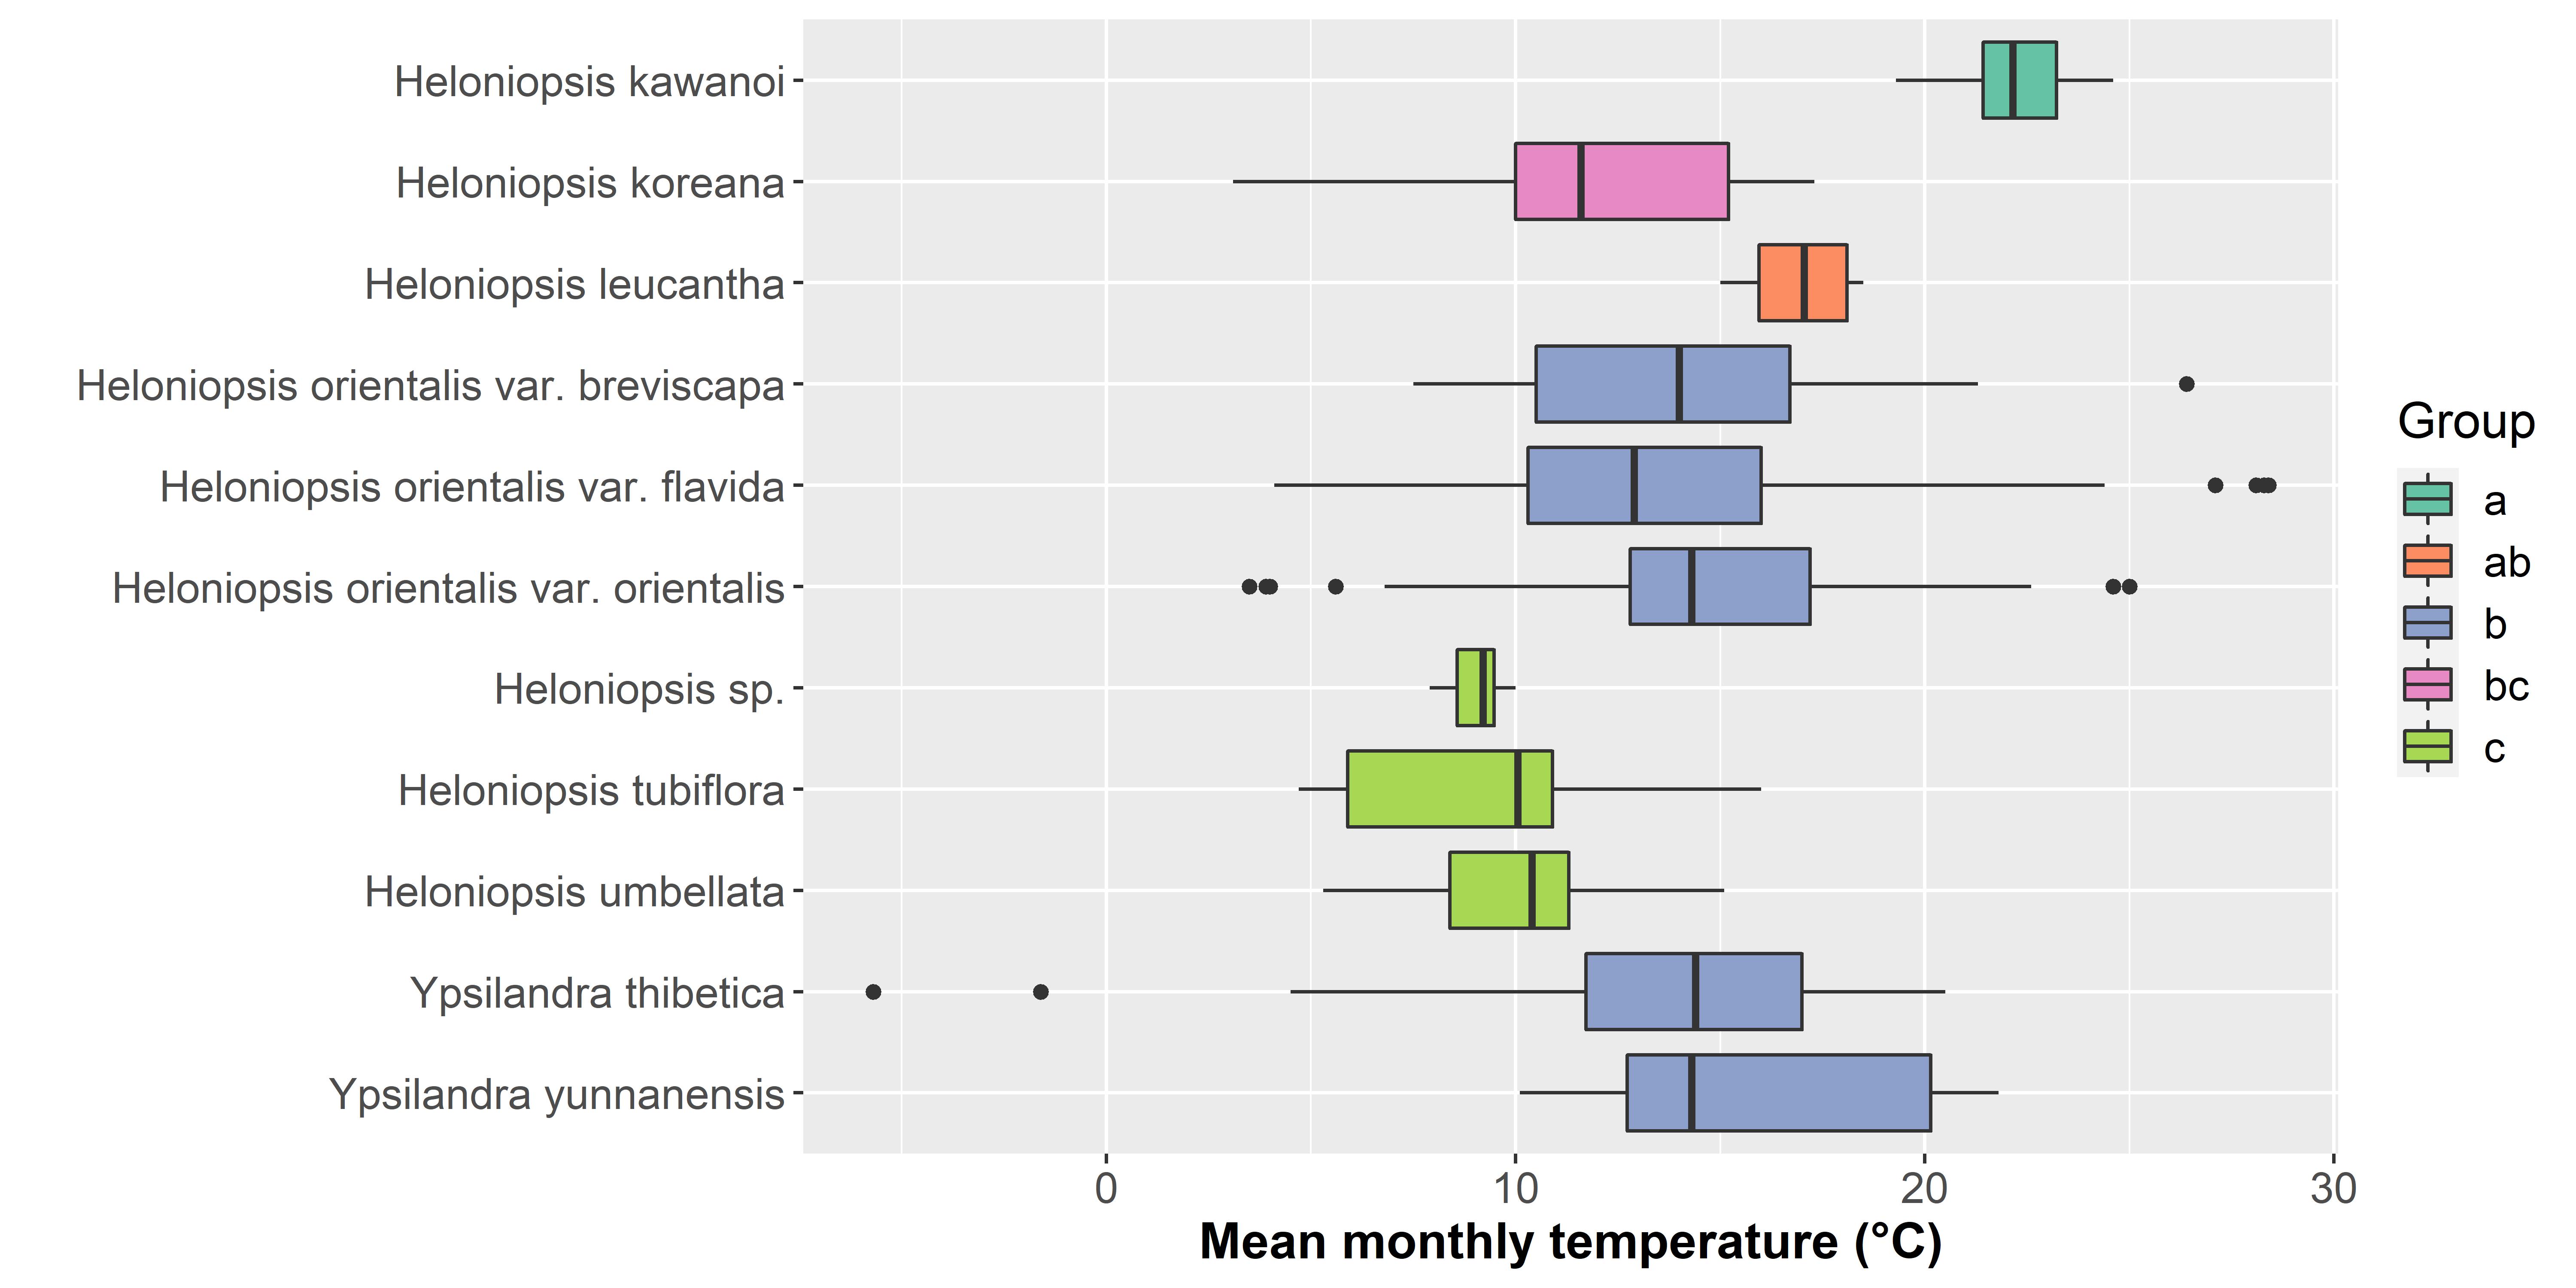 Heloniopsis kawanoi
Heloniopsis koreana
Heloniopsis leucantha
Heloniopsis orientalis var. breviscapa
Heloniopsis orientalis var. flavida
Heloniopsis orientalis var. orientalis
Heloniopsis sp.
Heloniopsis tubiflora
Heloniopsis umbellata
Ypsilandra thibetica
Ypsilandra yunnanensis
0 10 20 30
Mean monthly temperature (°C)
Group
a
ab
b
bc
c